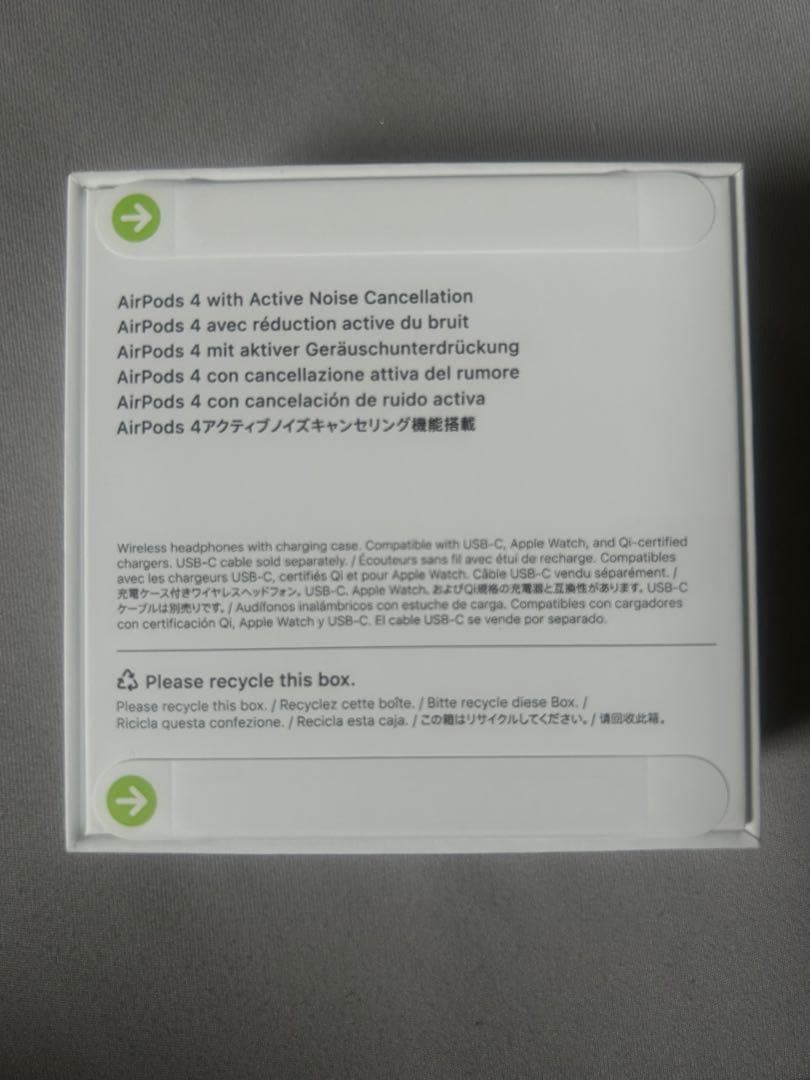 AirPods 4 with Active Noise Cancellation
AirPods 4 avec réduction active du bruit
AirPods 4 mit aktiver Geräuschunterdrückung
AirPods 4 con cancellazione attiva del rumore
AirPods 4 con cancelación de ruido activa
AirPods 4アクティブノイズキャンセリング機能搭載
Wireless headphones with charging case. Compatible with USB-C, Apple Watch, and Qi-certified
chargers. USB-C cable sold separately. / Écouteurs sans fil avec étui de recharge. Compatibles
avec les chargeurs USB-C, certifiés Qi et pour Apple Watch. Câble USB-C vendu séparément. /
充電ケース付きワイヤレスヘッドフォン。USB-C、Apple Watch、およびQi規格の充電器と互換性があります。USB-C
ケーブルは別売りです。/ Audífonos inalámbricos con estuche de carga. Compatibles con cargadores
con certificación Qi, Apple Watch y USB-C. El cable USB-C se vende por separado.
Please recycle this box.
Please recycle this box. / Recyclez cette boîte. / Bitte recycle diese Box. /
Ricicla questa confezione. / Recicla esta caja. / この箱はリサイクルしてください。/ 请回收此箱。